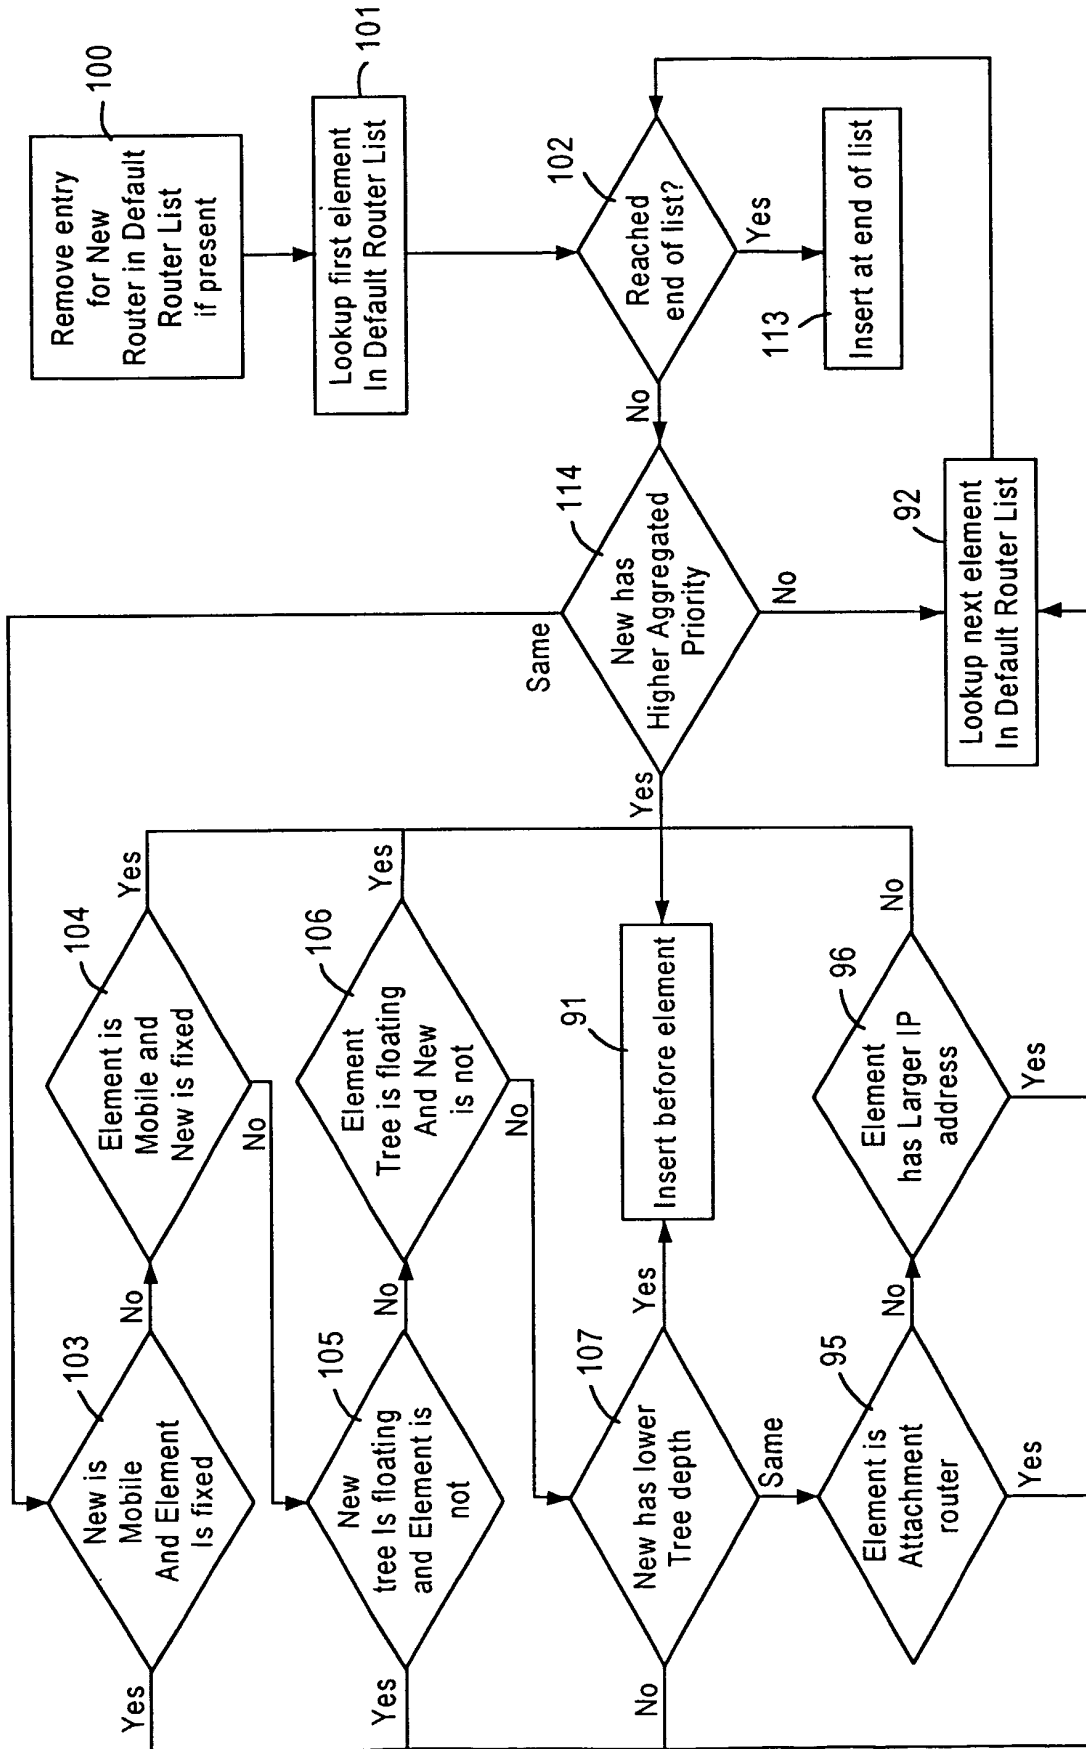 100
Remove entry
for New
Router in Default
Router List
if present
101
Lookup first element
In Default Router List
102
Reached
end of list?
Yes
No
113
Insert at end of list
114
New has
Higher Aggregated
Priority
Same
Yes
No
92
Lookup next element
In Default Router List
103
New is
Mobile
And Element
Is fixed
Yes
No
104
Element is
Mobile and
New is fixed
Yes
No
105
New
tree Is floating
and Element is
not
Yes
No
106
Element
Tree is floating
And New
is not
Yes
No
107
New has lower
Tree depth
No
Yes
Same
91
Insert before element
95
Element is
Attachment
router
No
Yes
96
Element
has Larger IP
address
No
Yes